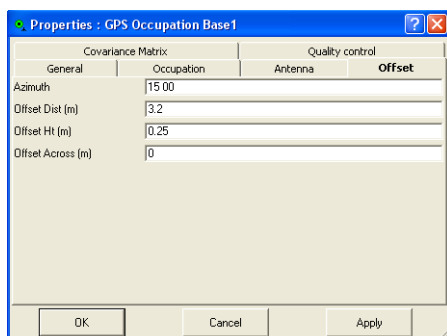 Properties : GPS Occupation Base1
Covariance Matrix Quality control
General Occupation Antenna Offset
Azimuth 15 00
Offset Dist (m) 3.2
Offset Ht (m) 0.25
Offset Across (m) 0
OK Cancel Apply